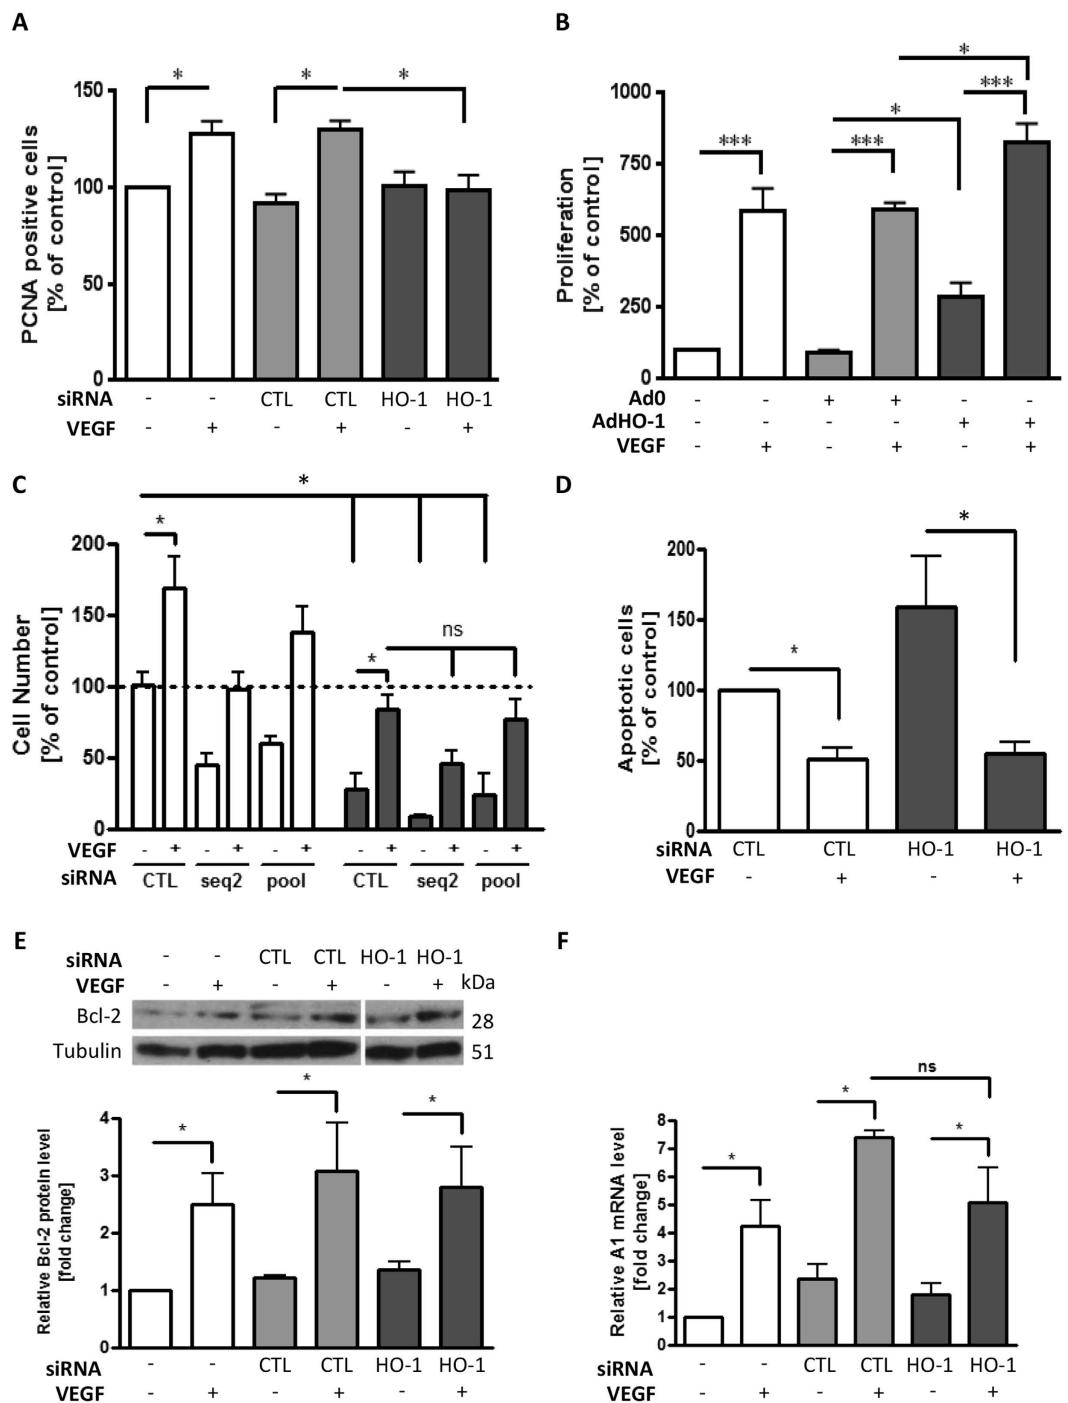 A
PCNA positive cells
[% of control]
150
100
50
0
* * *
siRNA - - CTL CTL HO-1 HO-1
VEGF - + - + - +
B
Proliferation
[% of control]
1000
750
500
250
0
*** *** * *** *
Ad0 - - + + - -
AdHO-1 - - - - + +
VEGF - + - + - +
C
Cell Number
[% of control]
200
150
100
50
0
* * * ns
VEGF - + - + - + - + - + - +
siRNA CTL seq2 pool CTL seq2 pool
D
Apoptotic cells
[% of control]
200
150
100
50
0
* *
siRNA CTL CTL HO-1 HO-1
VEGF - + - +
E
siRNA - - CTL CTL HO-1 HO-1
VEGF - + - + - + kDa
Bcl-2 28
Tubulin 51
Relative Bcl-2 protein level
[fold change]
4
3
2
1
0
* * *
siRNA - - CTL CTL HO-1 HO-1
VEGF - + - + - +
F
Relative A1 mRNA level
[fold change]
8
7
6
5
4
3
2
1
0
* * * ns
siRNA - - CTL CTL HO-1 HO-1
VEGF - + - + - +